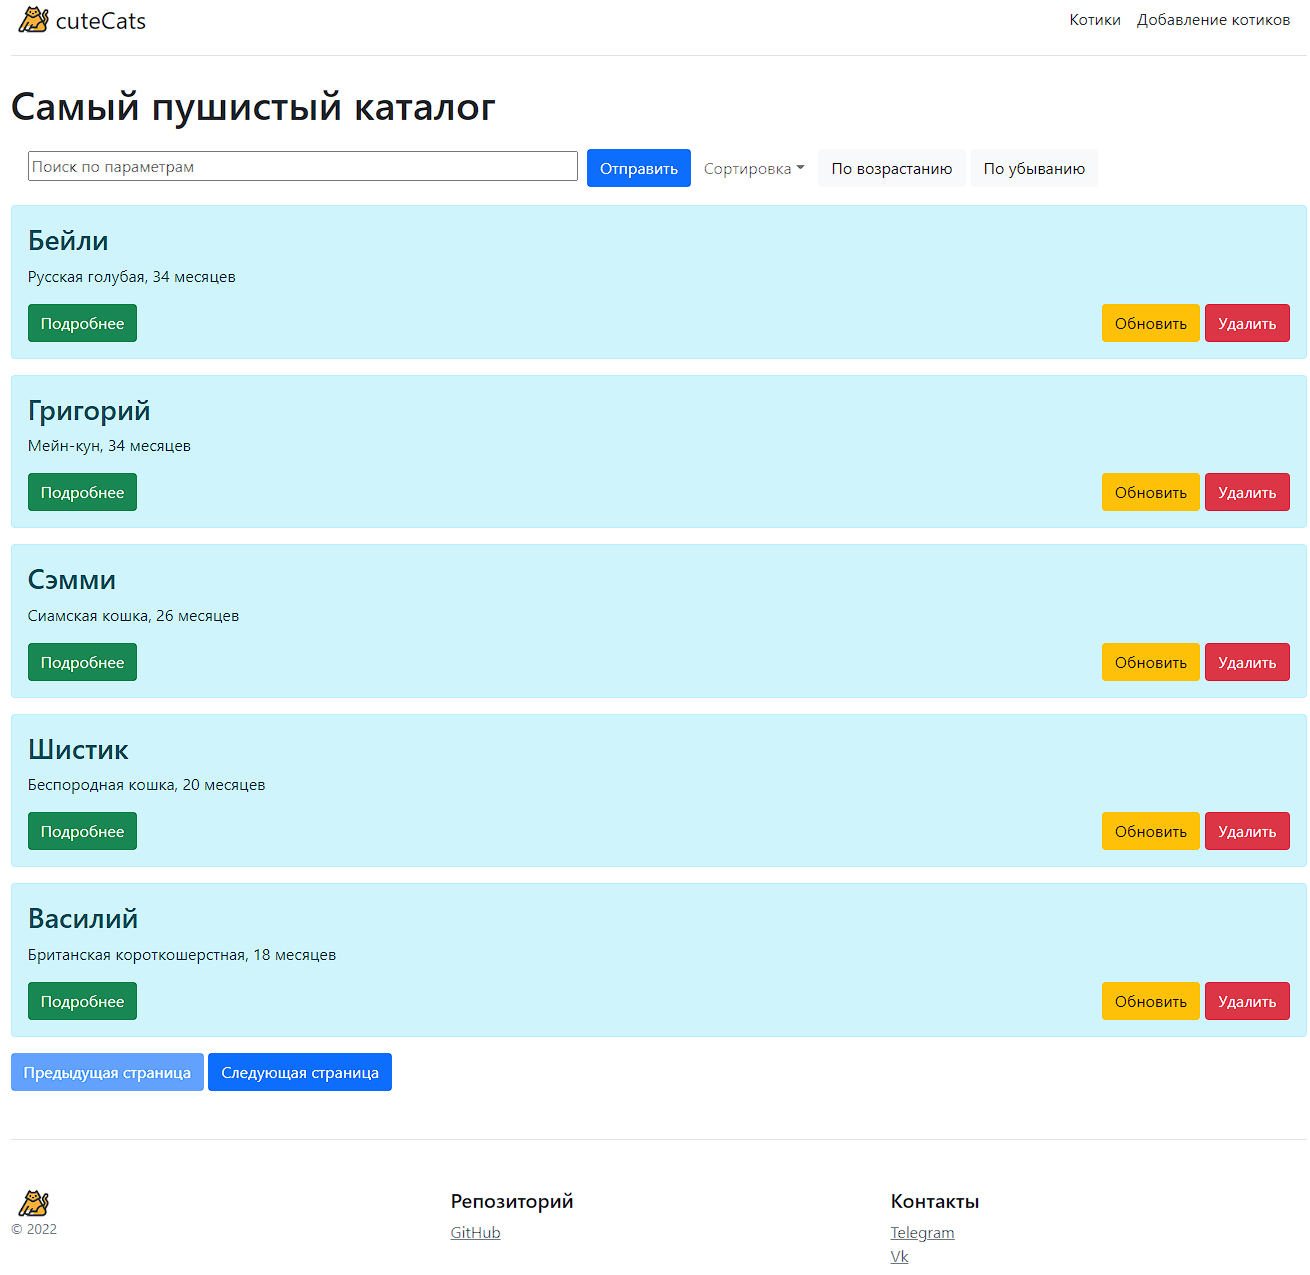 cuteCats
Котики Добавление котиков
Самый пушистый каталог
Поиск по параметрам Отправить Сортировка По возрастанию По убыванию
Бейли
Русская голубая, 34 месяцев
Подробнее Обновить Удалить
Григорий
Мейн-кун, 34 месяцев
Подробнее Обновить Удалить
Сэмми
Сиамская кошка, 26 месяцев
Подробнее Обновить Удалить
Шистик
Беспородная кошка, 20 месяцев
Подробнее Обновить Удалить
Василий
Британская короткошерстная, 18 месяцев
Подробнее Обновить Удалить
Предыдущая страница Следующая страница
© 2022
Репозиторий
GitHub
Контакты
Telegram
Vk